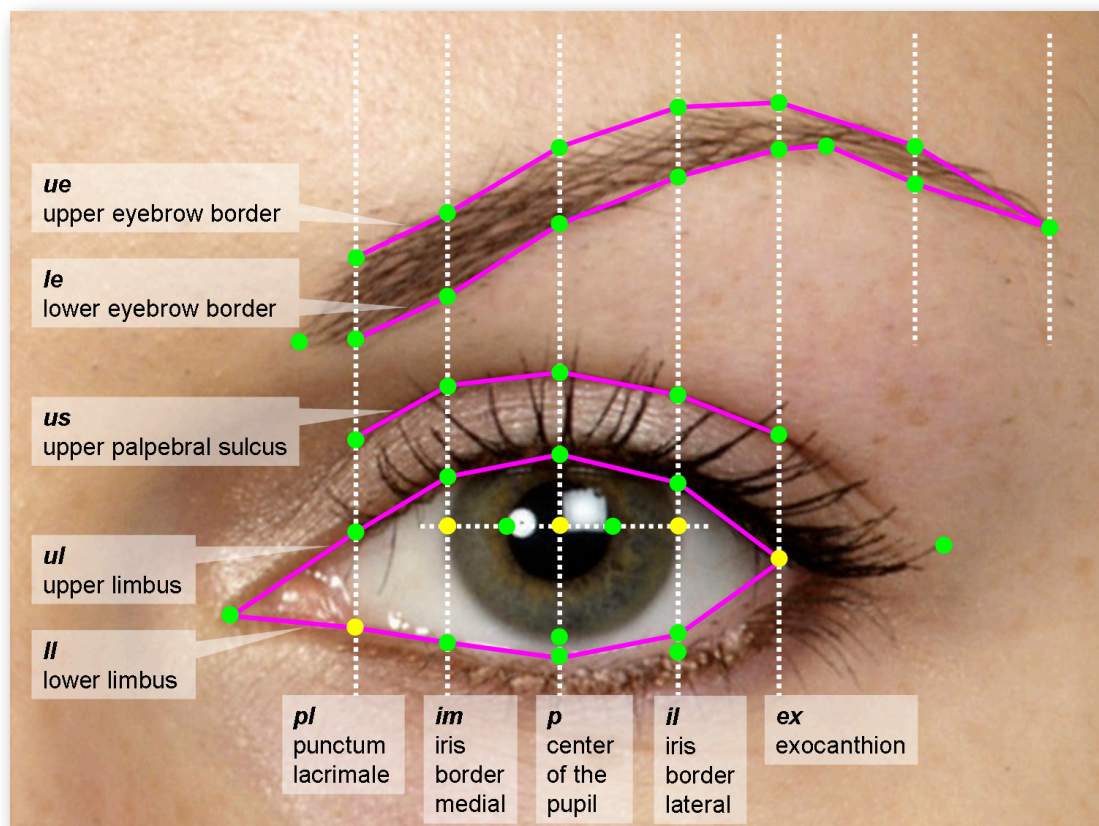 ue
upper eyebrow border
le
lower eyebrow border
us
upper palpebral sulcus
ul
upper limbus
ll
lower limbus
pl
punctum
lacrimale
im
iris
border
medial
p
center
of the
pupil
il
iris
border
lateral
ex
exocanthion